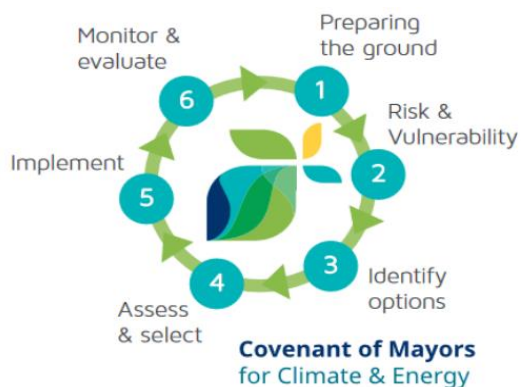 Preparing
the ground
1
Risk &
Vulnerability
2
Identify
options
3
Assess
& select
4
Implement
5
Monitor &
evaluate
6
Covenant of Mayors
for Climate & Energy